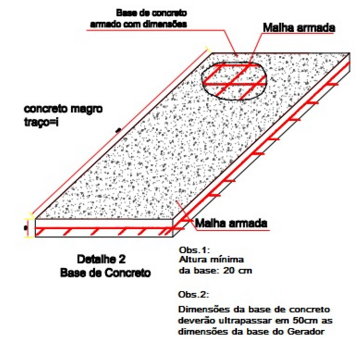 Base de concreto
armado com dimensões
Malha armada
concreto magro
traço=i
Malha armada
Detalhe 2
Base de Concreto
Obs.1:
Altura mínima
da base: 20 cm
Obs.2:
Dimensões da base de concreto
deverão ultrapassar em 50cm as
dimensões da base do Gerador